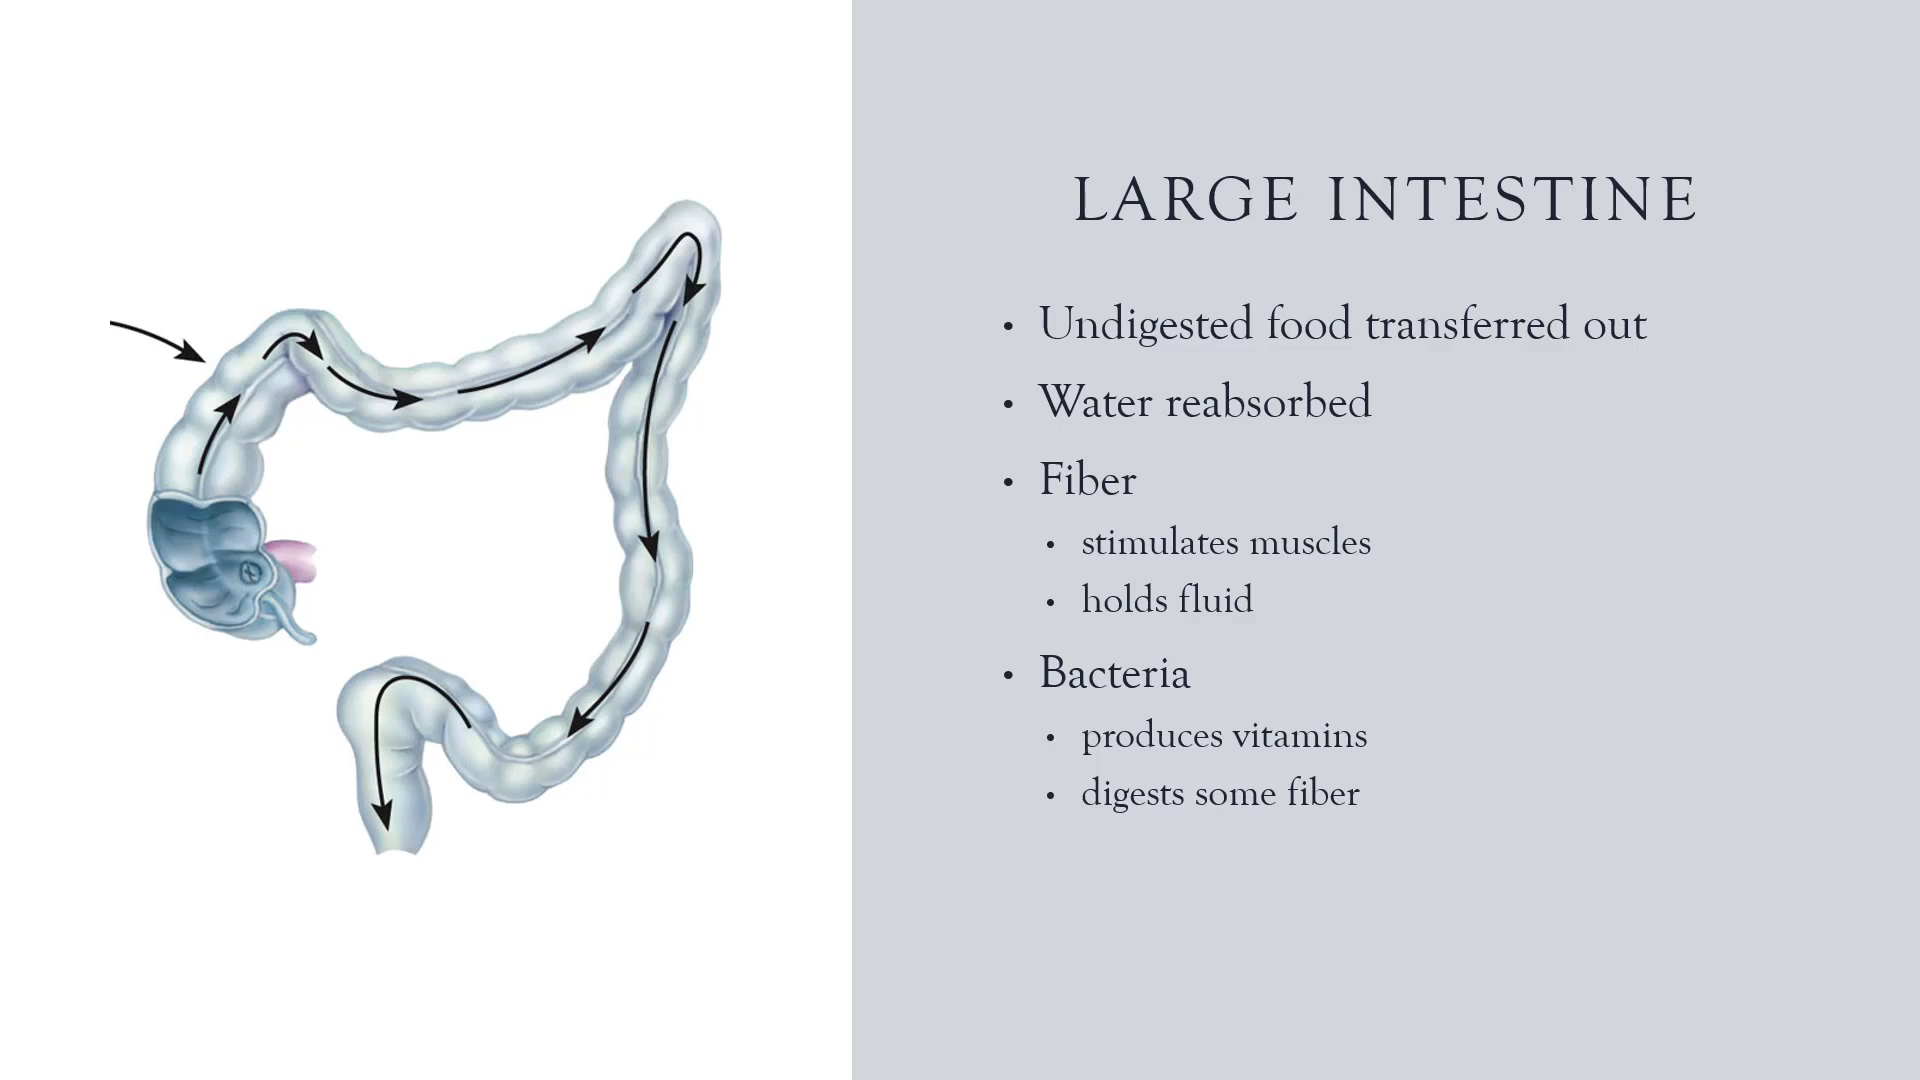 LARGE INTESTINE
• Undigested food transferred out
• Water reabsorbed
• Fiber
• stimulates muscles
• holds fluid
• Bacteria
• produces vitamins
• digests some fiber